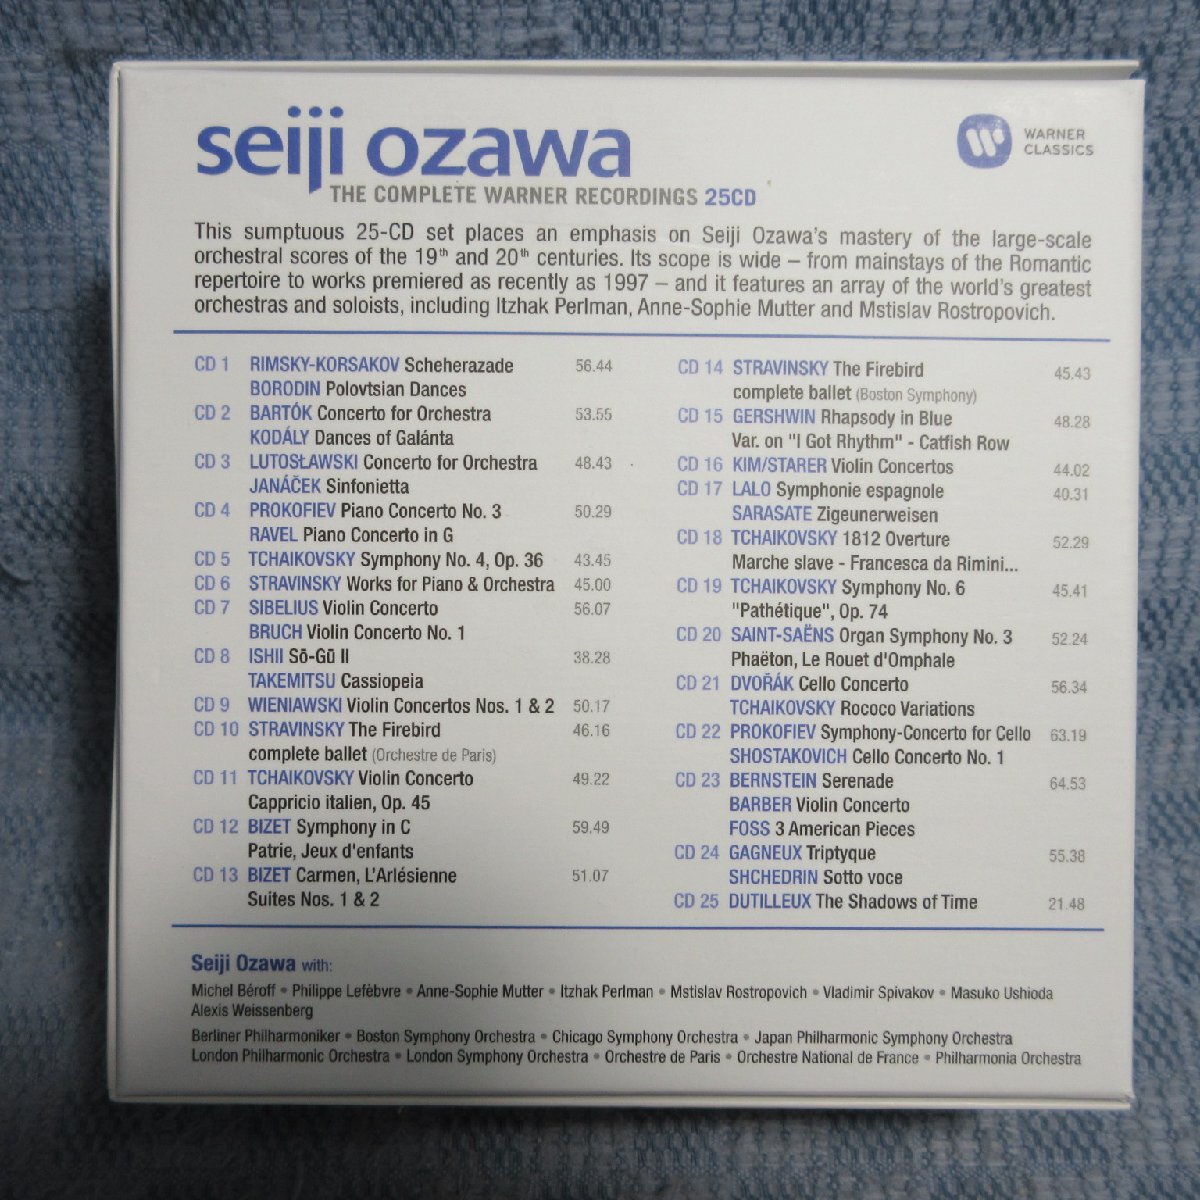 seiji ozawa
THE COMPLETE WARNER RECORDINGS 25CD
WARNER
CLASSICS
This sumptuous 25-CD set places an emphasis on Seiji Ozawa's mastery of the large-scale
orchestral scores of the 19th and 20th centuries. Its scope is wide – from mainstays of the Romantic
repertoire to works premiered as recently as 1997 – and it features an array of the world's greatest
orchestras and soloists, including Itzhak Perlman, Anne-Sophie Mutter and Mstislav Rostropovich.
CD 1 RIMSKY-KORSAKOV Scheherazade 56.44
BORODIN Polovtsian Dances
CD 2 BARTÓK Concerto for Orchestra 53.55
KODÁLY Dances of Galánta
CD 3 LUTOSŁAWSKI Concerto for Orchestra 48.43
JANÁČEK Sinfonietta
CD 4 PROKOFIEV Piano Concerto No. 3 50.29
RAVEL Piano Concerto in G
CD 5 TCHAIKOVSKY Symphony No. 4, Op. 36 43.45
CD 6 STRAVINSKY Works for Piano & Orchestra 45.00
CD 7 SIBELIUS Violin Concerto 56.07
BRUCH Violin Concerto No. 1
CD 8 ISHII Sō-Gū II 38.28
TAKEMITSU Cassiopeia
CD 9 WIENIAWSKI Violin Concertos Nos. 1 & 2 50.17
CD 10 STRAVINSKY The Firebird 46.16
complete ballet (Orchestre de Paris)
CD 11 TCHAIKOVSKY Violin Concerto 49.22
Cappricio italien, Op. 45
CD 12 BIZET Symphony in C 59.49
Patrie, Jeux d'enfants
CD 13 BIZET Carmen, L'Arlésienne 51.07
Suites Nos. 1 & 2
CD 14 STRAVINSKY The Firebird 45.43
complete ballet (Boston Symphony)
CD 15 GERSHWIN Rhapsody in Blue 48.28
Var. on "I Got Rhythm" - Catfish Row
CD 16 KIM/STARER Violin Concertos 44.02
CD 17 LALO Symphonie espagnole 40.31
SARASATE Zigeunerweisen
CD 18 TCHAIKOVSKY 1812 Overture 52.29
Marche slave - Francesca da Rimini...
CD 19 TCHAIKOVSKY Symphony No. 6 45.41
"Pathétique", Op. 74
CD 20 SAINT-SAËNS Organ Symphony No. 3 52.24
Phaëton, Le Rouet d'Omphale
CD 21 DVOŘÁK Cello Concerto 56.34
TCHAIKOVSKY Rococo Variations
CD 22 PROKOFIEV Symphony-Concerto for Cello 63.19
SHOSTAKOVICH Cello Concerto No. 1
CD 23 BERNSTEIN Serenade 64.53
BARBER Violin Concerto
FOSS 3 American Pieces
CD 24 GAGNEUX Triptyque 55.38
SHCHEDRIN Sotto voce
CD 25 DUTILLEUX The Shadows of Time 21.48
Seiji Ozawa with:
Michel Béroff • Philippe Lefèbvre • Anne-Sophie Mutter • Itzhak Perlman • Mstislav Rostropovich • Vladimir Spivakov • Masuko Ushioda
Alexis Weissenberg
Berliner Philharmoniker • Boston Symphony Orchestra • Chicago Symphony Orchestra • Japan Philharmonic Symphony Orchestra
London Philharmonic Orchestra • London Symphony Orchestra • Orchestre de Paris • Orchestre National de France • Philharmonia Orchestra